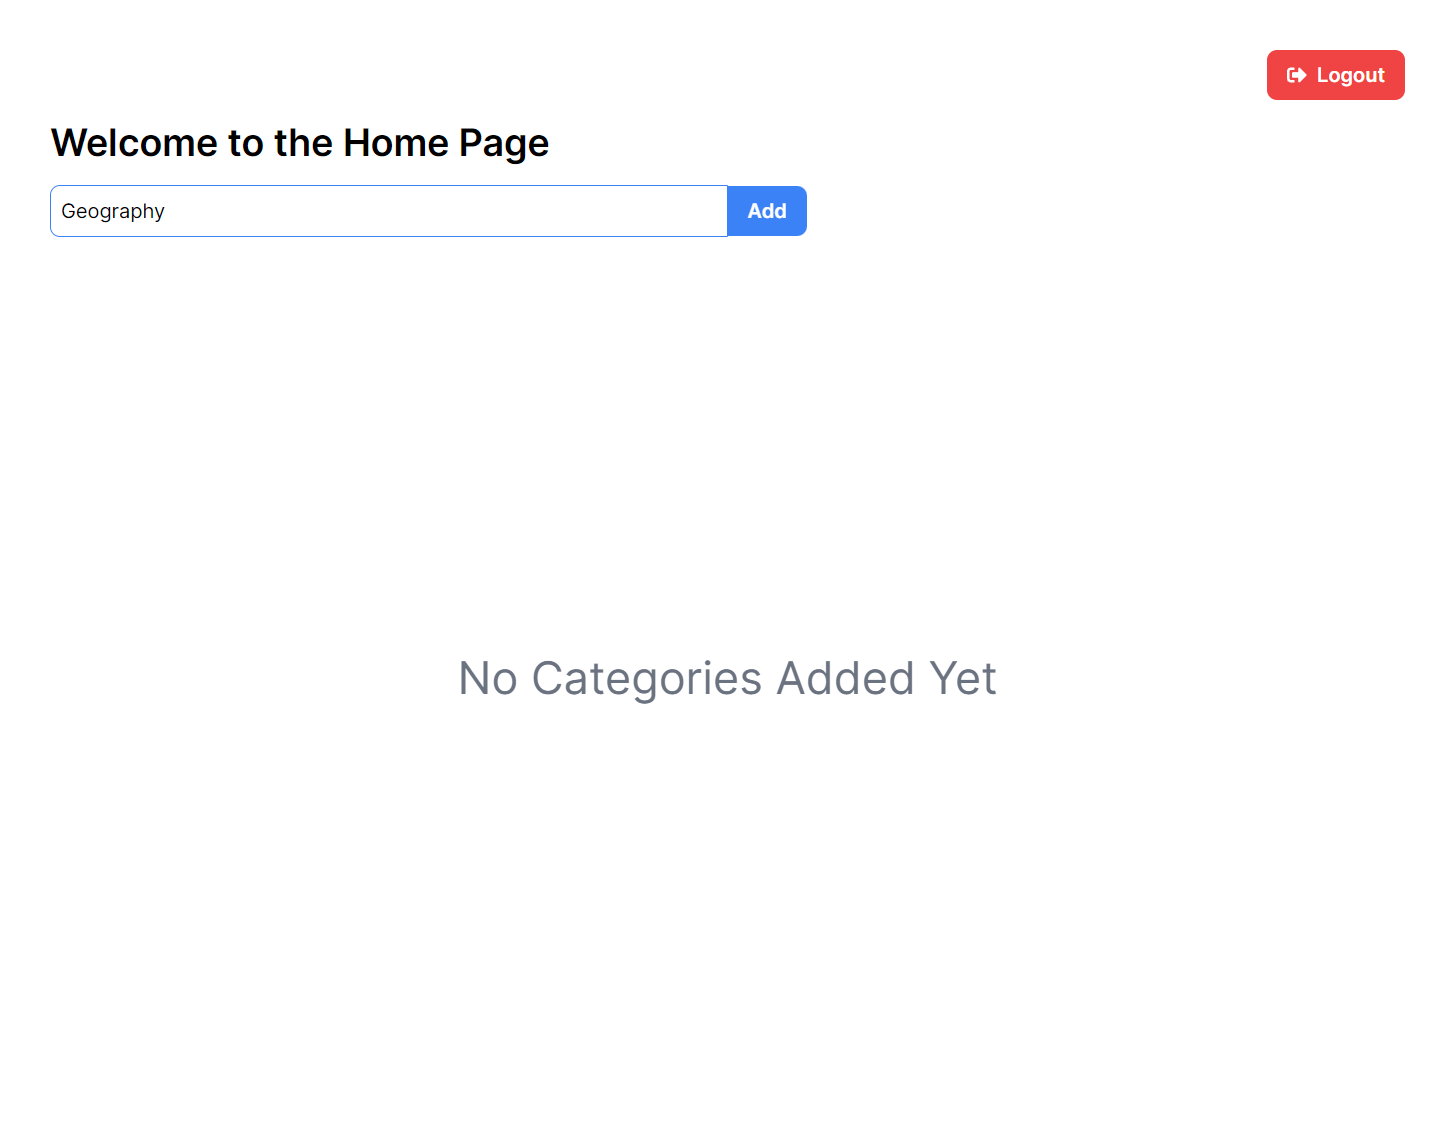 Logout
Welcome to the Home Page
Geography Add
No Categories Added Yet